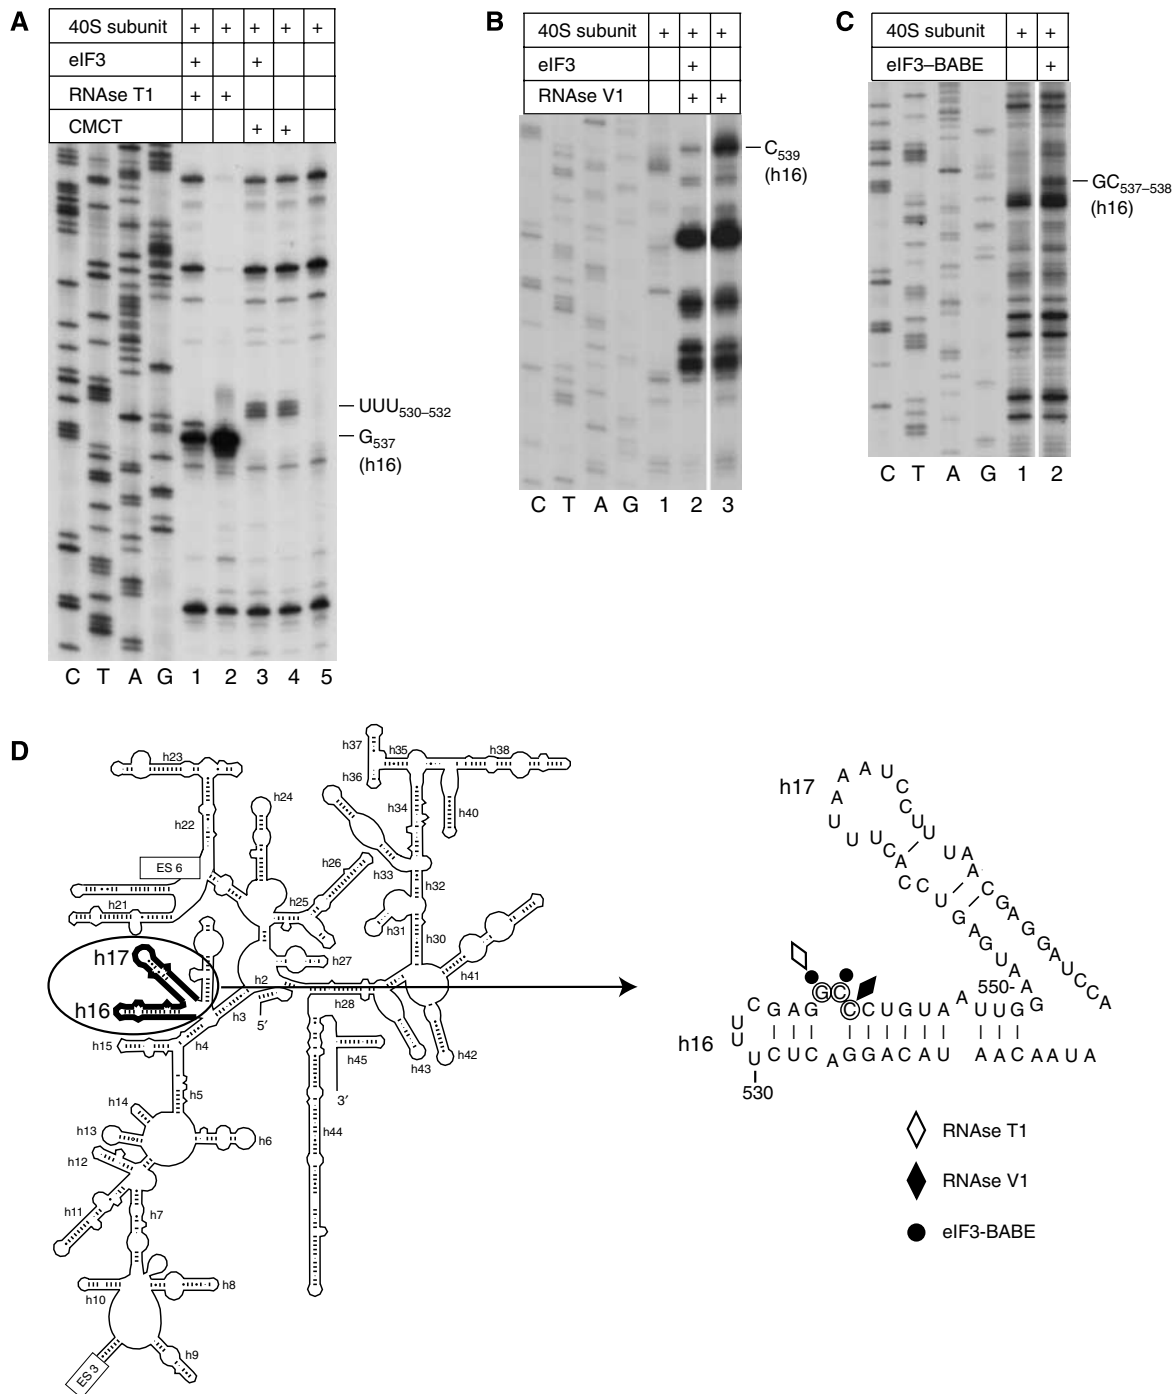 A
40S subunit + + + + +
eIF3 + +
RNAse T1 + +
CMCT + +
UUU530–532
G537
(h16)
C T A G 1 2 3 4 5
B
40S subunit + + +
eIF3 +
RNAse V1 + +
C539
(h16)
C T A G 1 2 3
C
40S subunit + +
eIF3–BABE +
GC537–538
(h16)
C T A G 1 2
D
h23
h22
ES 6
h21
h24
h26
h25
h27
h17
h16
h2
h3
5′
h28
h15
h4
h5
h14
h13
h12
h6
h11
h7
h10
h8
h9
ES 3
h37
h36
h35
h38
h34
h40
h33
h32
h31
h30
h41
h42
h43
h45
3′
h44
h17
A A A A U C C U U U U U C A C C U
U A A C G A G G A U C C A
G A G U A A G
550-
h16
U U U C G A G G C C C U G U A A U U G G
U C U C A G G A C A U A A C A A U A
530
RNAse T1
RNAse V1
eIF3-BABE